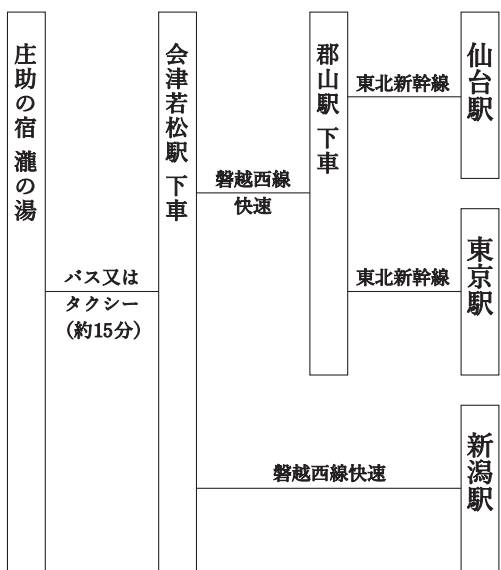 仙台駅
東京駅
新潟駅
東北新幹線
東北新幹線
郡山駅 下車
磐越西線
快速
磐越西線快速
会津若松駅 下車
バス又は
タクシー
(約15分)
庄助の宿 瀧の湯